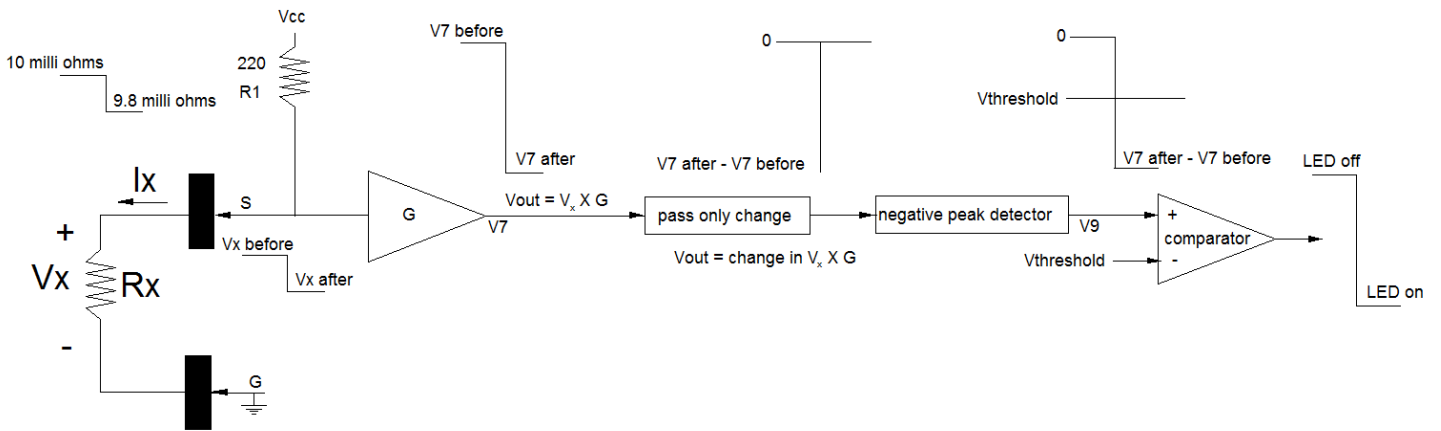 Vcc
V7 before
0
0
10 milli ohms
220
R1
9.8 milli ohms
Vthreshold
V7 after
V7 after - V7 before
V7 after - V7 before
LED off
Ix
S
G
Vout = Vx X G
V7
pass only change
negative peak detector
V9
+
comparator
-
+
Vx before
Vout = change in Vx X G
Vthreshold
Vx
Rx
Vx after
LED on
-
G